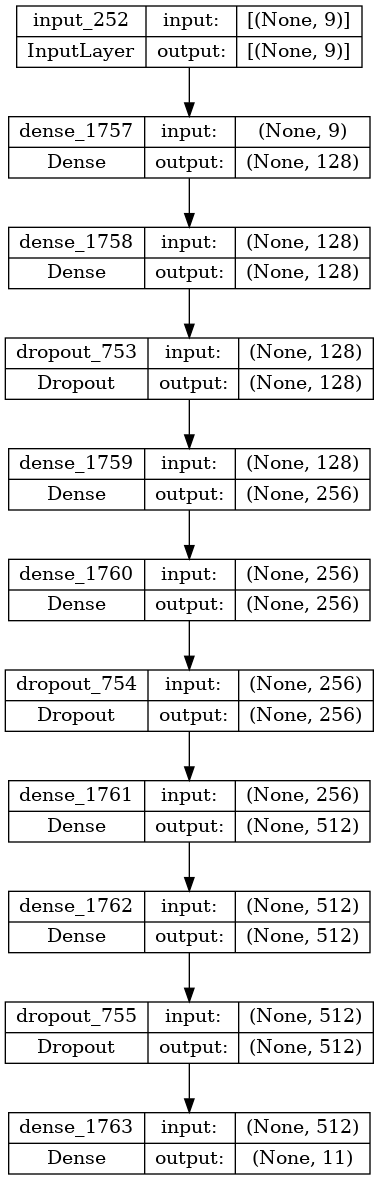 input_252 input: [(None, 9)]
InputLayer output: [(None, 9)]
dense_1757 input: (None, 9)
Dense output: (None, 128)
dense_1758 input: (None, 128)
Dense output: (None, 128)
dropout_753 input: (None, 128)
Dropout output: (None, 128)
dense_1759 input: (None, 128)
Dense output: (None, 256)
dense_1760 input: (None, 256)
Dense output: (None, 256)
dropout_754 input: (None, 256)
Dropout output: (None, 256)
dense_1761 input: (None, 256)
Dense output: (None, 512)
dense_1762 input: (None, 512)
Dense output: (None, 512)
dropout_755 input: (None, 512)
Dropout output: (None, 512)
dense_1763 input: (None, 512)
Dense output: (None, 11)